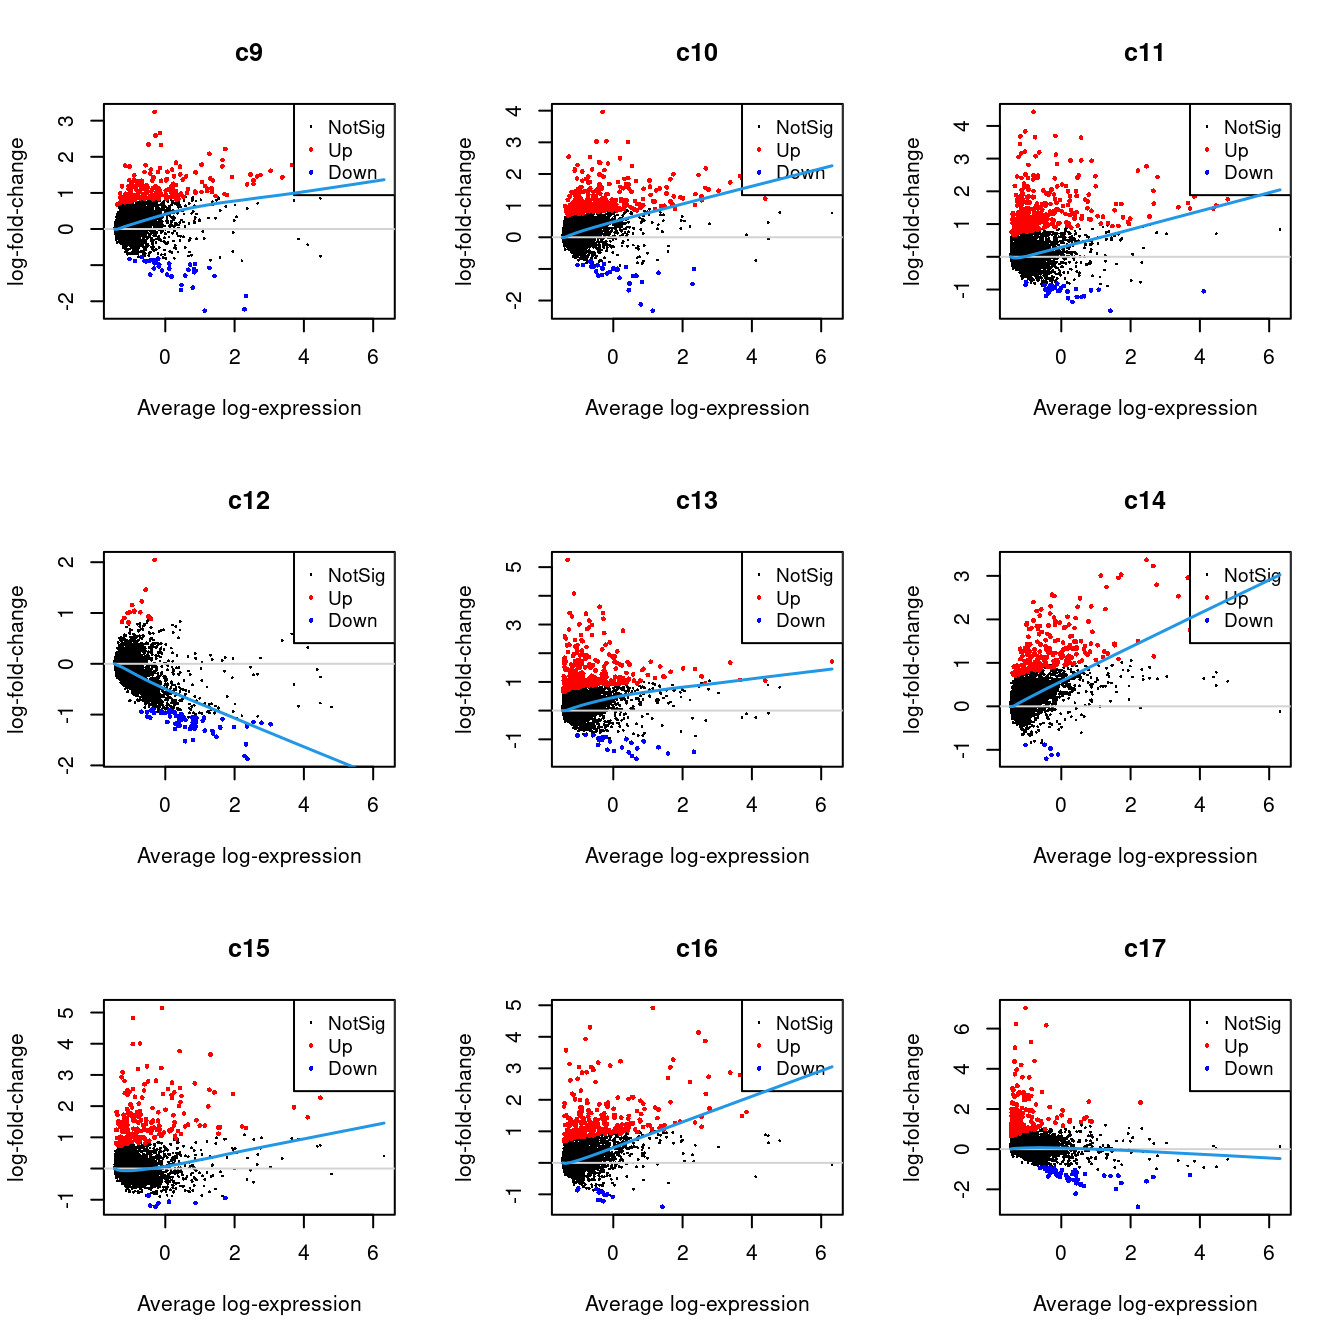 c9
log-fold-change
3
2
1
0
-2
NotSig
Up
Down
0 2 4 6
Average log-expression
c10
log-fold-change
4
3
2
1
0
-2
NotSig
Up
Down
0 2 4 6
Average log-expression
c11
log-fold-change
4
3
2
1
-1
NotSig
Up
Down
0 2 4 6
Average log-expression
c12
log-fold-change
2
1
0
-1
-2
NotSig
Up
Down
0 2 4 6
Average log-expression
c13
log-fold-change
5
3
1
-1
NotSig
Up
Down
0 2 4 6
Average log-expression
c14
log-fold-change
3
2
1
0
-1
NotSig
Up
Down
0 2 4 6
Average log-expression
c15
log-fold-change
5
4
3
2
1
-1
NotSig
Up
Down
0 2 4 6
Average log-expression
c16
log-fold-change
5
4
3
2
1
-1
NotSig
Up
Down
0 2 4 6
Average log-expression
c17
log-fold-change
6
4
2
0
-2
NotSig
Up
Down
0 2 4 6
Average log-expression